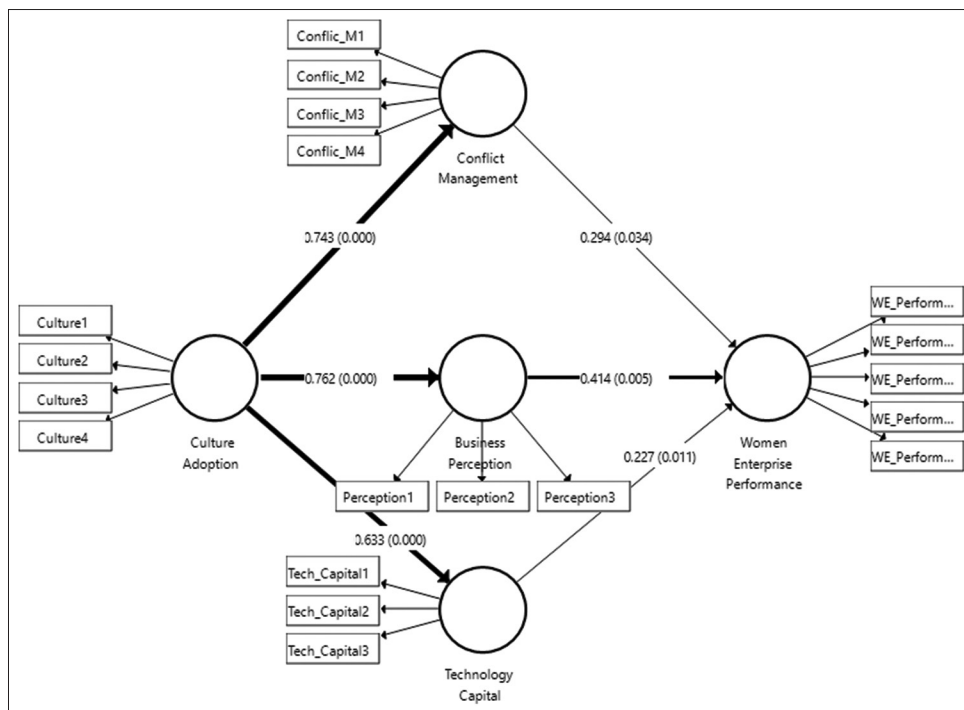 Conflic_M1
Conflic_M2
Conflic_M3
Conflic_M4
Conflict
Management
0.743 (0.000)
0.294 (0.034)
Culture1
Culture2
Culture3
Culture4
Culture
Adoption
0.762 (0.000)
Business
Perception
0.414 (0.005)
WE_Perform...
WE_Perform...
WE_Perform...
WE_Perform...
WE_Perform...
Women
Enterprise
Performance
0.227 (0.011)
Perception1
Perception2
Perception3
0.633 (0.000)
Tech_Capital1
Tech_Capital2
Tech_Capital3
Technology
Capital